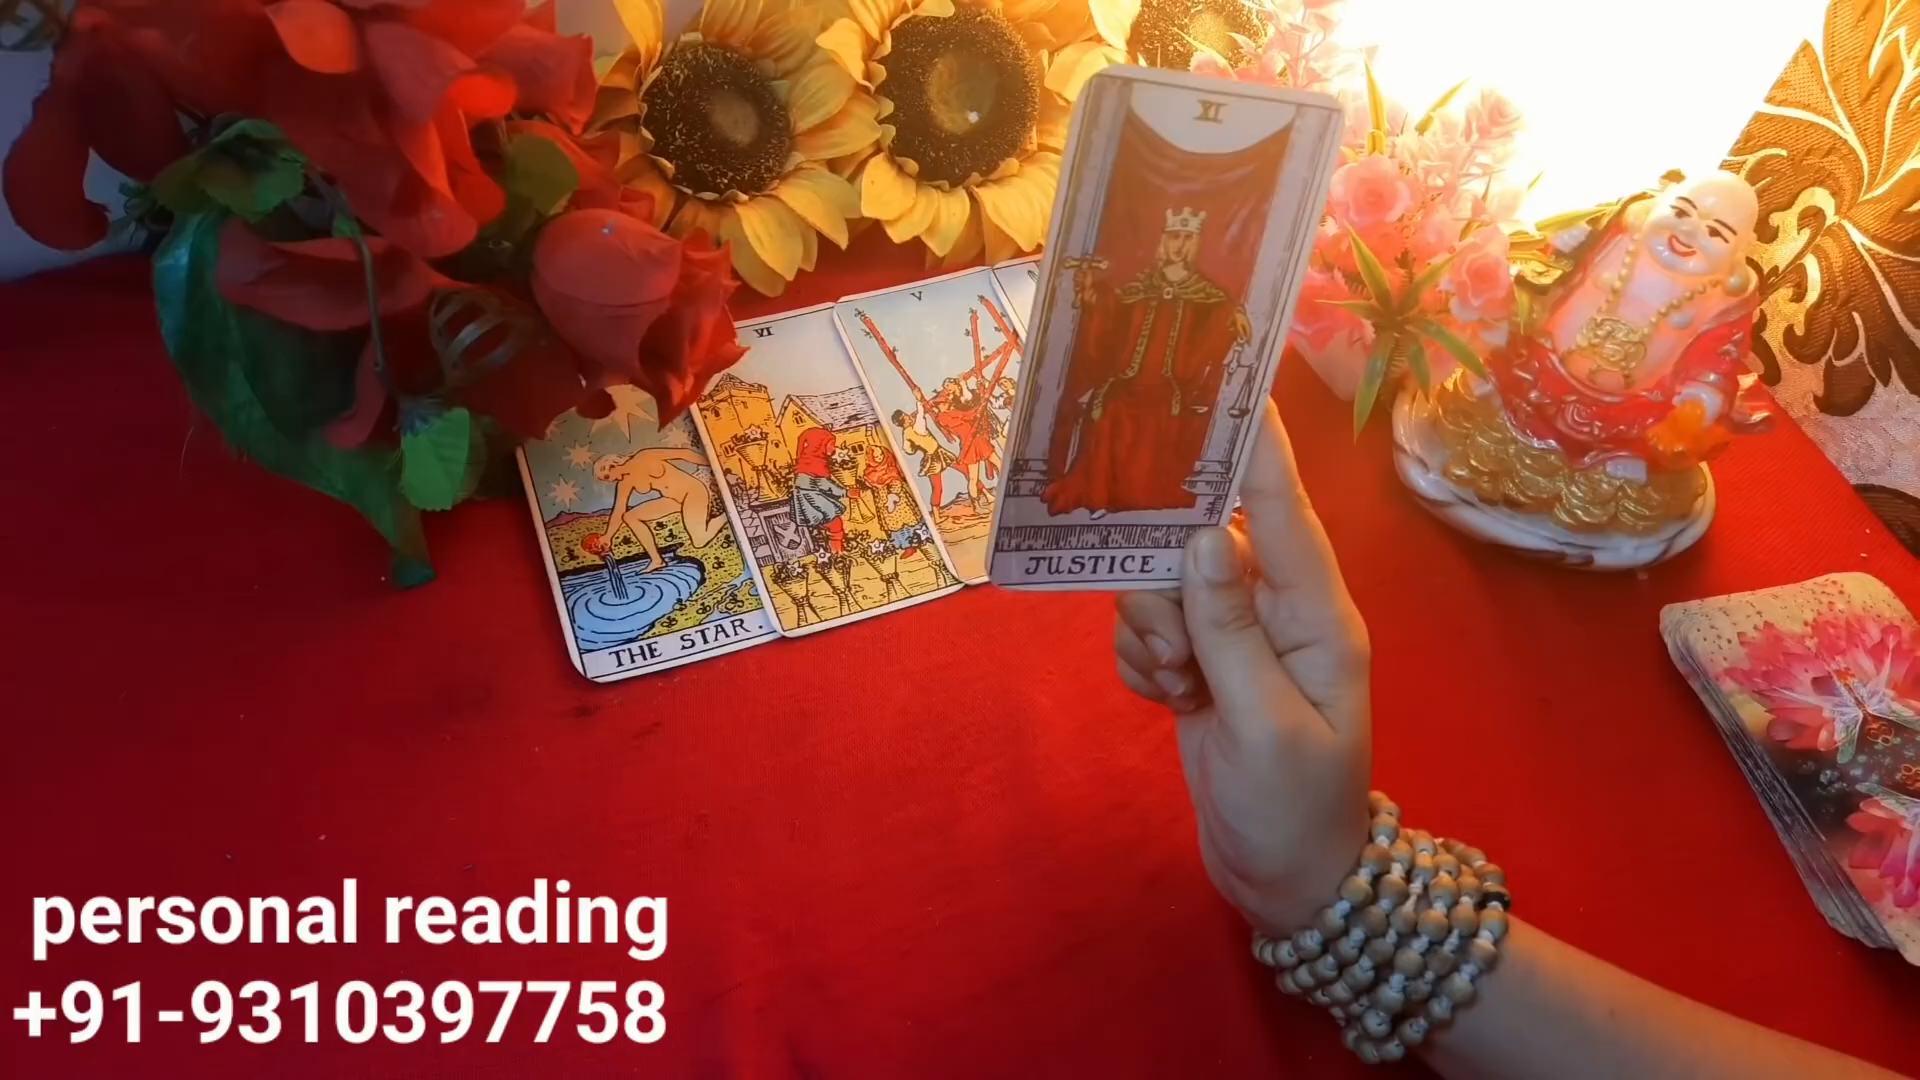 XI
V
VI
JUSTICE.
THE STAR.
personal reading
+91-9310397758